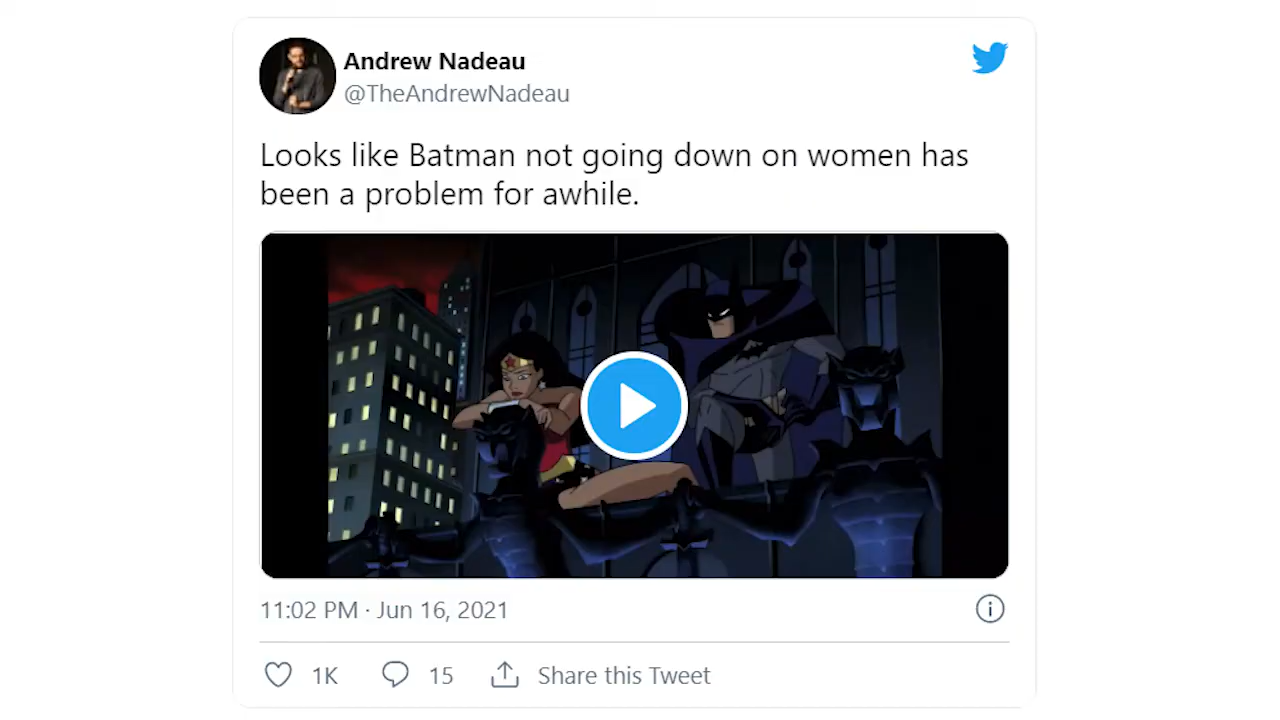 Andrew Nadeau
@TheAndrewNadeau
Looks like Batman not going down on women has
been a problem for awhile.
11:02 PM · Jun 16, 2021
1K 15 Share this Tweet